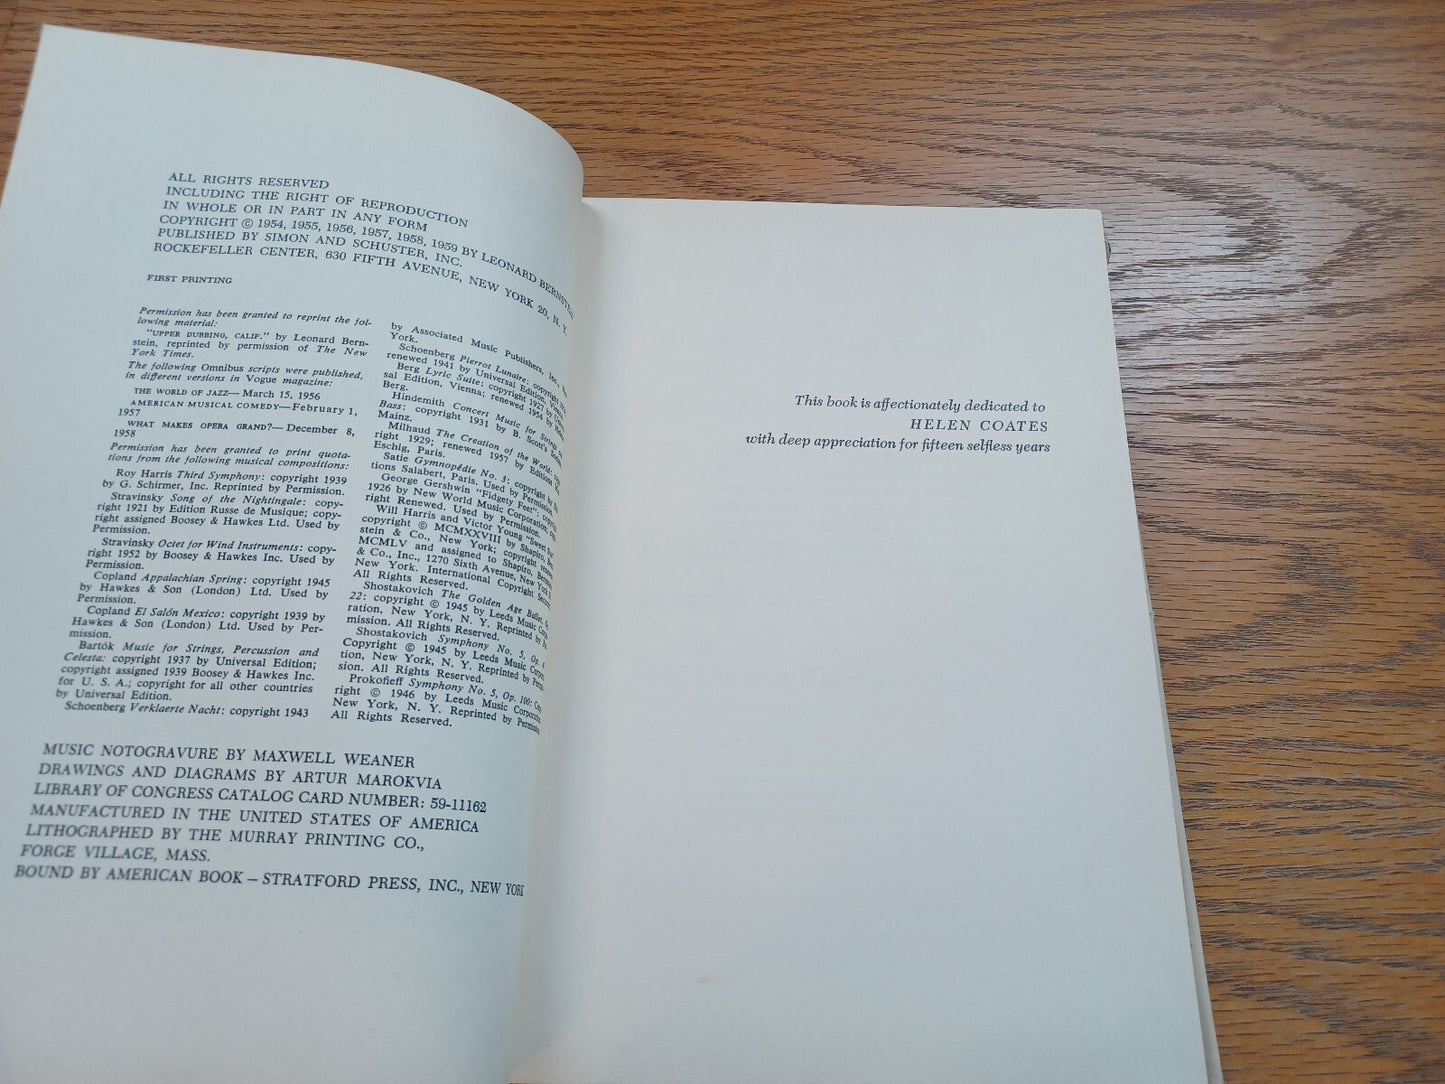 ALL RIGHTS RESERVED
INCLUDING THE RIGHT OF REPRODUCTION
IN WHOLE OR IN PART IN ANY FORM
COPYRIGHT © 1954, 1955, 1956, 1957, 1958, 1959 BY LEONARD BERNSTEIN
PUBLISHED BY SIMON AND SCHUSTER, INC.
ROCKEFELLER CENTER, 630 FIFTH AVENUE, NEW YORK 20, N. Y.
FIRST PRINTING
Permission has been granted to reprint the fol-
lowing material:
"UPPER DUBBING, CALIF." by Leonard Bern-
stein, reprinted by permission of The New
York Times.
The following Omnibus scripts were published,
in different versions in Vogue magazine:
THE WORLD OF JAZZ—March 15, 1956
AMERICAN MUSICAL COMEDY—February 1,
1957
WHAT MAKES OPERA GRAND?—December 8,
1958
Permission has been granted to print quota-
tions from the following musical compositions:
Roy Harris Third Symphony: copyright 1939
by G. Schirmer, Inc. Reprinted by Permission.
Stravinsky Song of the Nightingale: copy-
right 1921 by Edition Russe de Musique; copy-
right assigned Boosey & Hawkes Ltd. Used by
Permission.
Stravinsky Octet for Wind Instruments: copy-
right 1952 by Boosey & Hawkes Inc. Used by
Permission.
Copland Appalachian Spring: copyright 1945
by Hawkes & Son (London) Ltd. Used by
Permission.
Copland El Salón Mexico: copyright 1939 by
Hawkes & Son (London) Ltd. Used by Per-
mission.
Bartók Music for Strings, Percussion and
Celesta: copyright 1937 by Universal Edition;
copyright assigned 1939 Boosey & Hawkes Inc.
for U. S. A.; copyright for all other countries
by Universal Edition.
Schoenberg Verklaerte Nacht: copyright 1943
by Associated Music Publishers, Inc.,
York.
Schoenberg Pierrot Lunaire: copyright
renewed 1941 by Universal Edition,
Berg Lyric Suite: copyright 1927 by
sal Edition, Vienna; renewed 1954 by
Berg.
Hindemith Concert Music for Strings
Bass: copyright 1931 by B. Scott's
Mainz.
Milhaud The Creation of the World:
right 1929; renewed 1957 by Editions
Eschig, Paris.
Satie Gymnopédie No. 3: copyright by
tions Salabert, Paris. Used by Permission.
George Gershwin "Fidgety Feet":
1926 by New World Music Corporation;
right Renewed. Used by Permission.
Will Harris and Victor Young "Sweet
copyright © MCMXXVIII by Shapiro,
stein & Co., New York; copyright
MCMLV and assigned to Shapiro,
& Co., Inc., 1270 Sixth Avenue, New York
New York. International Copyright
All Rights Reserved.
Shostakovich The Golden Age Ballet,
22: copyright © 1945 by Leeds Music
ration, New York, N. Y. Reprinted by
mission. All Rights Reserved.
Shostakovich Symphony No. 5, Op.
Copyright © 1945 by Leeds Music
tion, New York, N. Y. Reprinted by
sion. All Rights Reserved.
Prokofieff Symphony No. 5, Op. 100:
right © 1946 by Leeds Music
New York, N. Y. Reprinted by
All Rights Reserved.
MUSIC NOTOGRAVURE BY MAXWELL WEANER
DRAWINGS AND DIAGRAMS BY ARTUR MAROKVIA
LIBRARY OF CONGRESS CATALOG CARD NUMBER: 59-11162
MANUFACTURED IN THE UNITED STATES OF AMERICA
LITHOGRAPHED BY THE MURRAY PRINTING CO.,
FORGE VILLAGE, MASS.
BOUND BY AMERICAN BOOK – STRATFORD PRESS, INC., NEW YORK
This book is affectionately dedicated to
HELEN COATES
with deep appreciation for fifteen selfless years